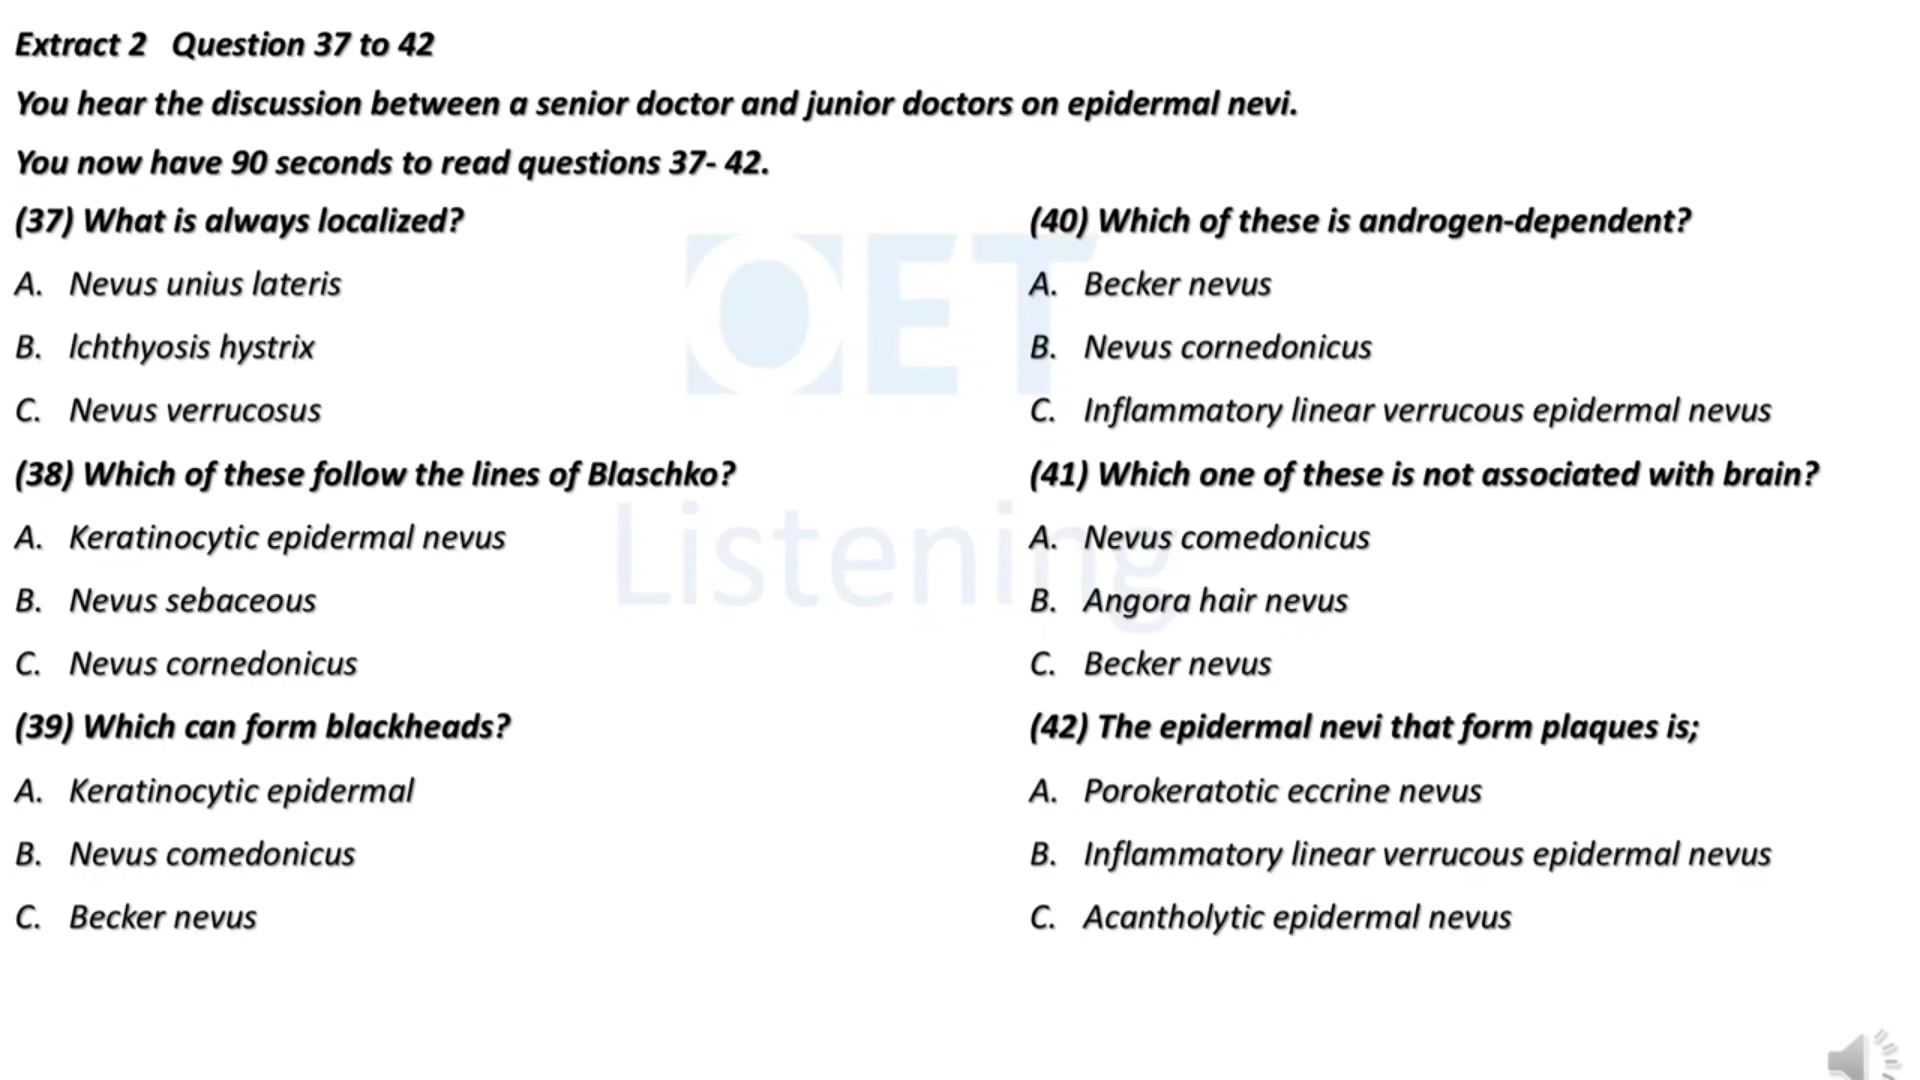 Extract 2 Question 37 to 42
You hear the discussion between a senior doctor and junior doctors on epidermal nevi.
You now have 90 seconds to read questions 37- 42.
(37) What is always localized?
A. Nevus unius lateris
B. lchthyosis hystrix
C. Nevus verrucosus
(38) Which of these follow the lines of Blaschko?
A. Keratinocytic epidermal nevus
B. Nevus sebaceous
C. Nevus cornedonicus
(39) Which can form blackheads?
A. Keratinocytic epidermal
B. Nevus comedonicus
C. Becker nevus
(40) Which of these is androgen-dependent?
A. Becker nevus
B. Nevus cornedonicus
C. Inflammatory linear verrucous epidermal nevus
(41) Which one of these is not associated with brain?
A. Nevus comedonicus
B. Angora hair nevus
C. Becker nevus
(42) The epidermal nevi that form plaques is;
A. Porokeratotic eccrine nevus
B. Inflammatory linear verrucous epidermal nevus
C. Acantholytic epidermal nevus
OET
Listening